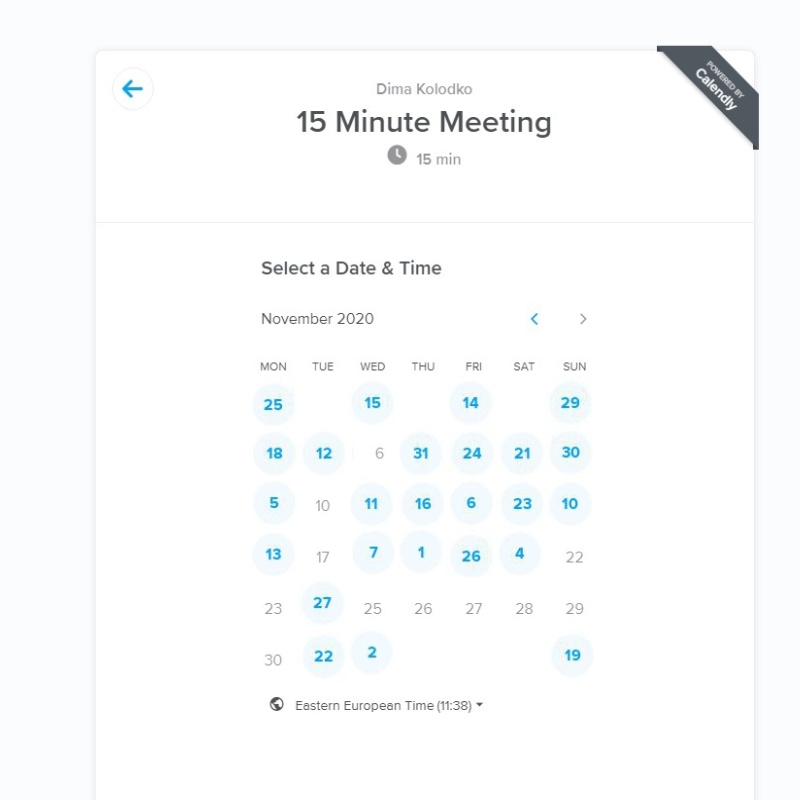 Dima Kolodko
POWERED BY
Calendly
15 Minute Meeting
15 min
Select a Date & Time
November 2020
MON TUE WED THU FRI SAT SUN
25 15 14 29
18 12 6 31 24 21 30
5 10 11 16 6 23 10
13 17 7 1 26 4 22
23 27 25 26 27 28 29
30 22 2 19
Eastern European Time (11:38)